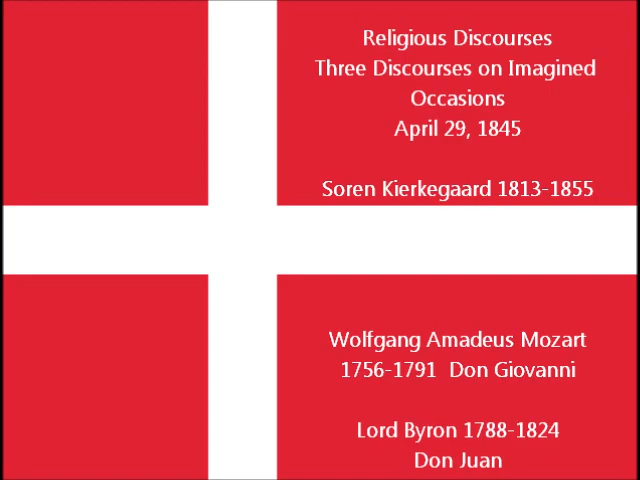 Religious Discourses
Three Discourses on Imagined
Occasions
April 29, 1845
Soren Kierkegaard 1813-1855
Wolfgang Amadeus Mozart
1756-1791 Don Giovanni
Lord Byron 1788-1824
Don Juan